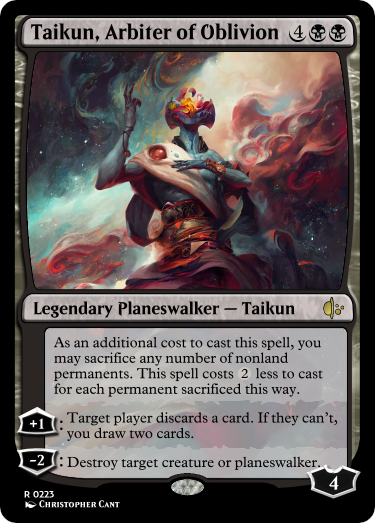 Taikun, Arbiter of Oblivion 4
Legendary Planeswalker — Taikun
As an additional cost to cast this spell, you
may sacrifice any number of nonland
permanents. This spell costs 2 less to cast
for each permanent sacrificed this way.
+1 : Target player discards a card. If they can't,
you draw two cards.
-2 : Destroy target creature or planeswalker.
4
R 0223
Christopher Cant